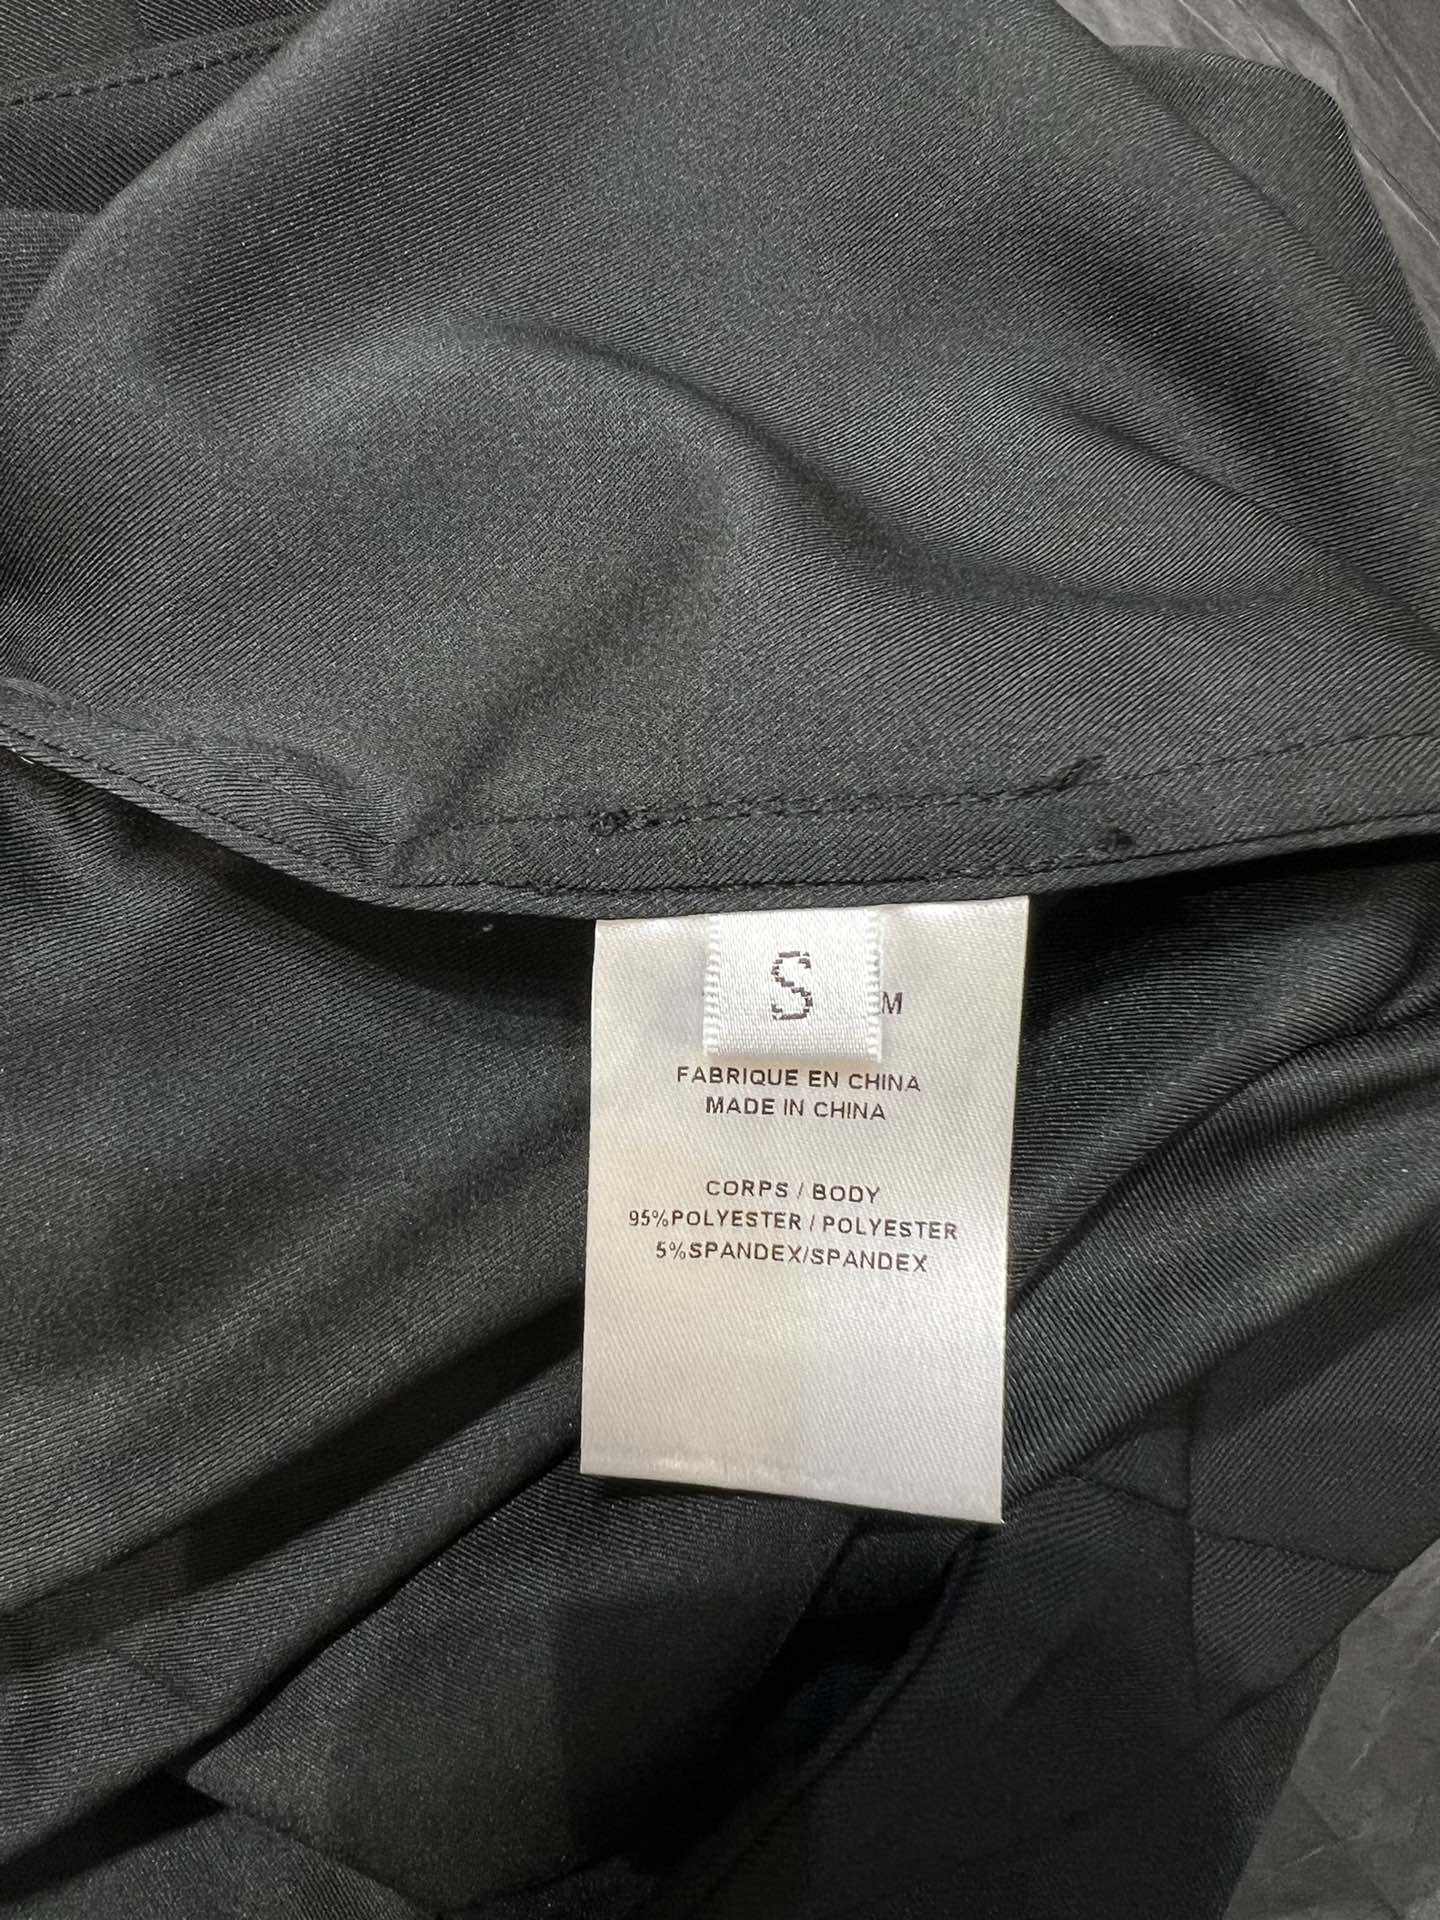 S
M
FABRIQUE EN CHINA
MADE IN CHINA
CORPS / BODY
95%POLYESTER / POLYESTER
5%SPANDEX/SPANDEX